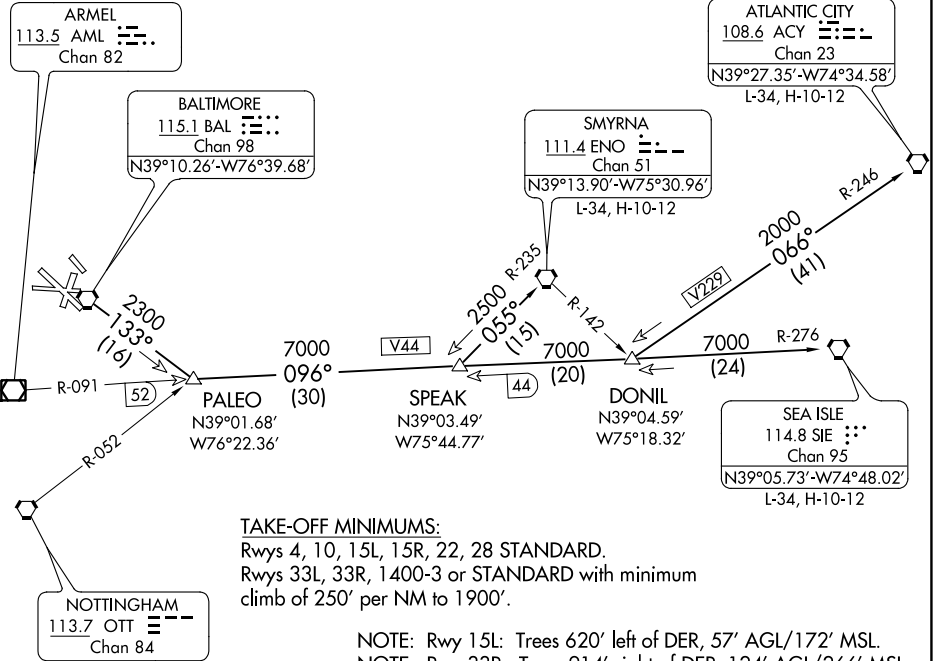 ARMEL
113.5 AML
Chan 82
ATLANTIC CITY
108.6 ACY
Chan 23
N39°27.35'-W74°34.58'
L-34, H-10-12
BALTIMORE
115.1 BAL
Chan 98
N39°10.26'-W76°39.68'
SMYRNA
111.4 ENO
Chan 51
N39°13.90'-W75°30.96'
L-34, H-10-12
R-246
2000
066°
(41)
V229
R-235
2500
055°
(15)
R-142
2300
133°
(16)
7000
096°
(30)
V44
7000
(20)
44
7000
(24)
R-276
R-091
52
PALEO
N39°01.68'
W76°22.36'
SPEAK
N39°03.49'
W75°44.77'
DONIL
N39°04.59'
W75°18.32'
R-052
SEA ISLE
114.8 SIE
Chan 95
N39°05.73'-W74°48.02'
L-34, H-10-12
TAKE-OFF MINIMUMS:
Rwys 4, 10, 15L, 15R, 22, 28 STANDARD.
Rwys 33L, 33R, 1400-3 or STANDARD with minimum
climb of 250' per NM to 1900'.
NOTTINGHAM
113.7 OTT
Chan 84
NOTE: Rwy 15L: Trees 620' left of DER, 57' AGL/172' MSL.